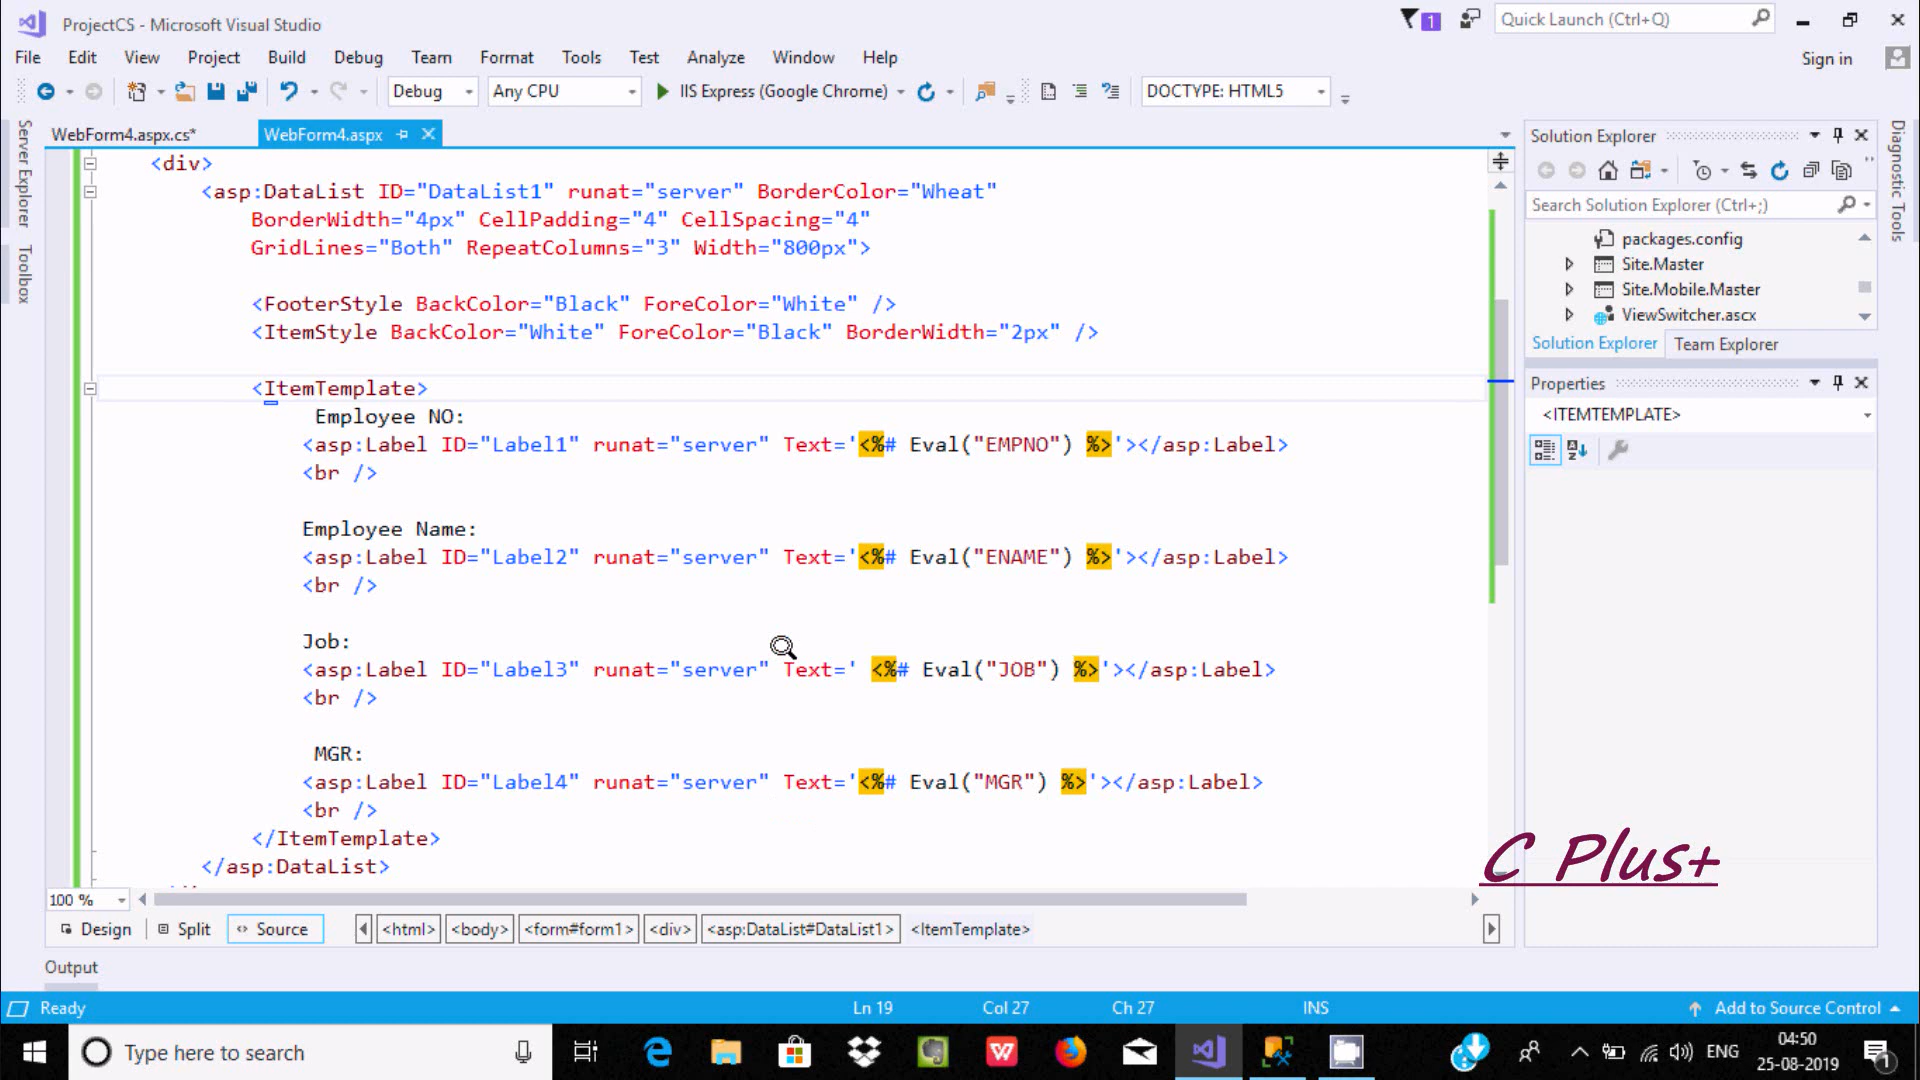 ProjectCS - Microsoft Visual Studio
1
Quick Launch (Ctrl+Q)
File Edit View Project Build Debug Team Format Tools Test Analyze Window Help
Sign in
Debug Any CPU IIS Express (Google Chrome) DOCTYPE: HTML5
Server Explorer
Toolbox
WebForm4.aspx.cs*
WebForm4.aspx
<div>
<asp:DataList ID="DataList1" runat="server" BorderColor="Wheat"
BorderWidth="4px" CellPadding="4" CellSpacing="4"
GridLines="Both" RepeatColumns="3" Width="800px">
<FooterStyle BackColor="Black" ForeColor="White" />
<ItemStyle BackColor="White" ForeColor="Black" BorderWidth="2px" />
<ItemTemplate>
Employee NO:
<asp:Label ID="Label1" runat="server" Text='<%# Eval("EMPNO") %>'></asp:Label>
<br />
Employee Name:
<asp:Label ID="Label2" runat="server" Text='<%# Eval("ENAME") %>'></asp:Label>
<br />
Job:
<asp:Label ID="Label3" runat="server" Text=' <%# Eval("JOB") %>'></asp:Label>
<br />
MGR:
<asp:Label ID="Label4" runat="server" Text='<%# Eval("MGR") %>'></asp:Label>
<br />
</ItemTemplate>
</asp:DataList>
100 %
Design Split Source <html> <body> <form#form1> <div> <asp:DataList#DataList1> <ItemTemplate>
Solution Explorer
Search Solution Explorer (Ctrl+;)
packages.config
Site.Master
Site.Mobile.Master
ViewSwitcher.ascx
Solution Explorer Team Explorer
Properties
<ITEMTEMPLATE>
Diagnostic Tools
C Plus+
Output
Ready Ln 19 Col 27 Ch 27 INS Add to Source Control
Type here to search
ENG
04:50
25-08-2019
1